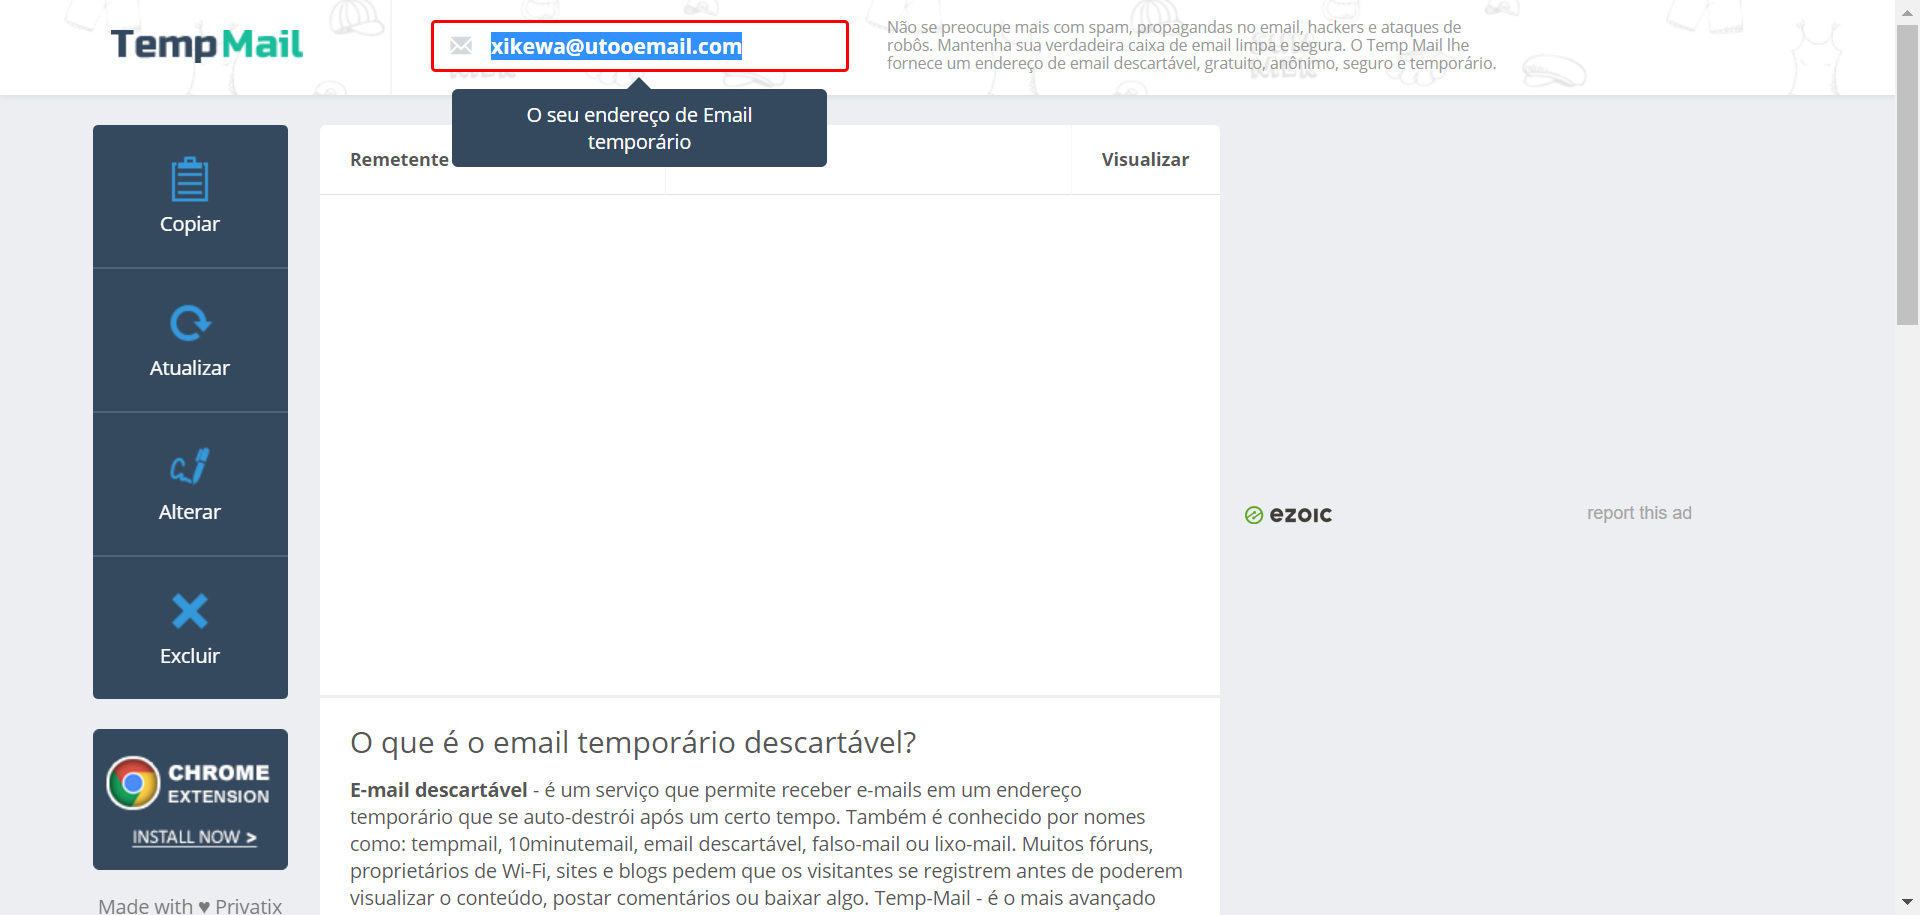 TempMail
xikewa@utooemail.com
Não se preocupe mais com spam, propagandas no email, hackers e ataques de
robôs. Mantenha sua verdadeira caixa de email limpa e segura. O Temp Mail lhe
fornece um endereço de email descartável, gratuito, anônimo, seguro e temporário.
O seu endereço de Email
temporário
Remetente
Visualizar
Copiar
Atualizar
Alterar
Excluir
CHROME
EXTENSION
INSTALL NOW >
Made with ♥ Privatix
ezoic
report this ad
O que é o email temporário descartável?
E-mail descartável - é um serviço que permite receber e-mails em um endereço
temporário que se auto-destrói após um certo tempo. Também é conhecido por nomes
como: tempmail, 10minutemail, email descartável, falso-mail ou lixo-mail. Muitos fóruns,
proprietários de Wi-Fi, sites e blogs pedem que os visitantes se registrem antes de poderem
visualizar o conteúdo, postar comentários ou baixar algo. Temp-Mail - é o mais avançado